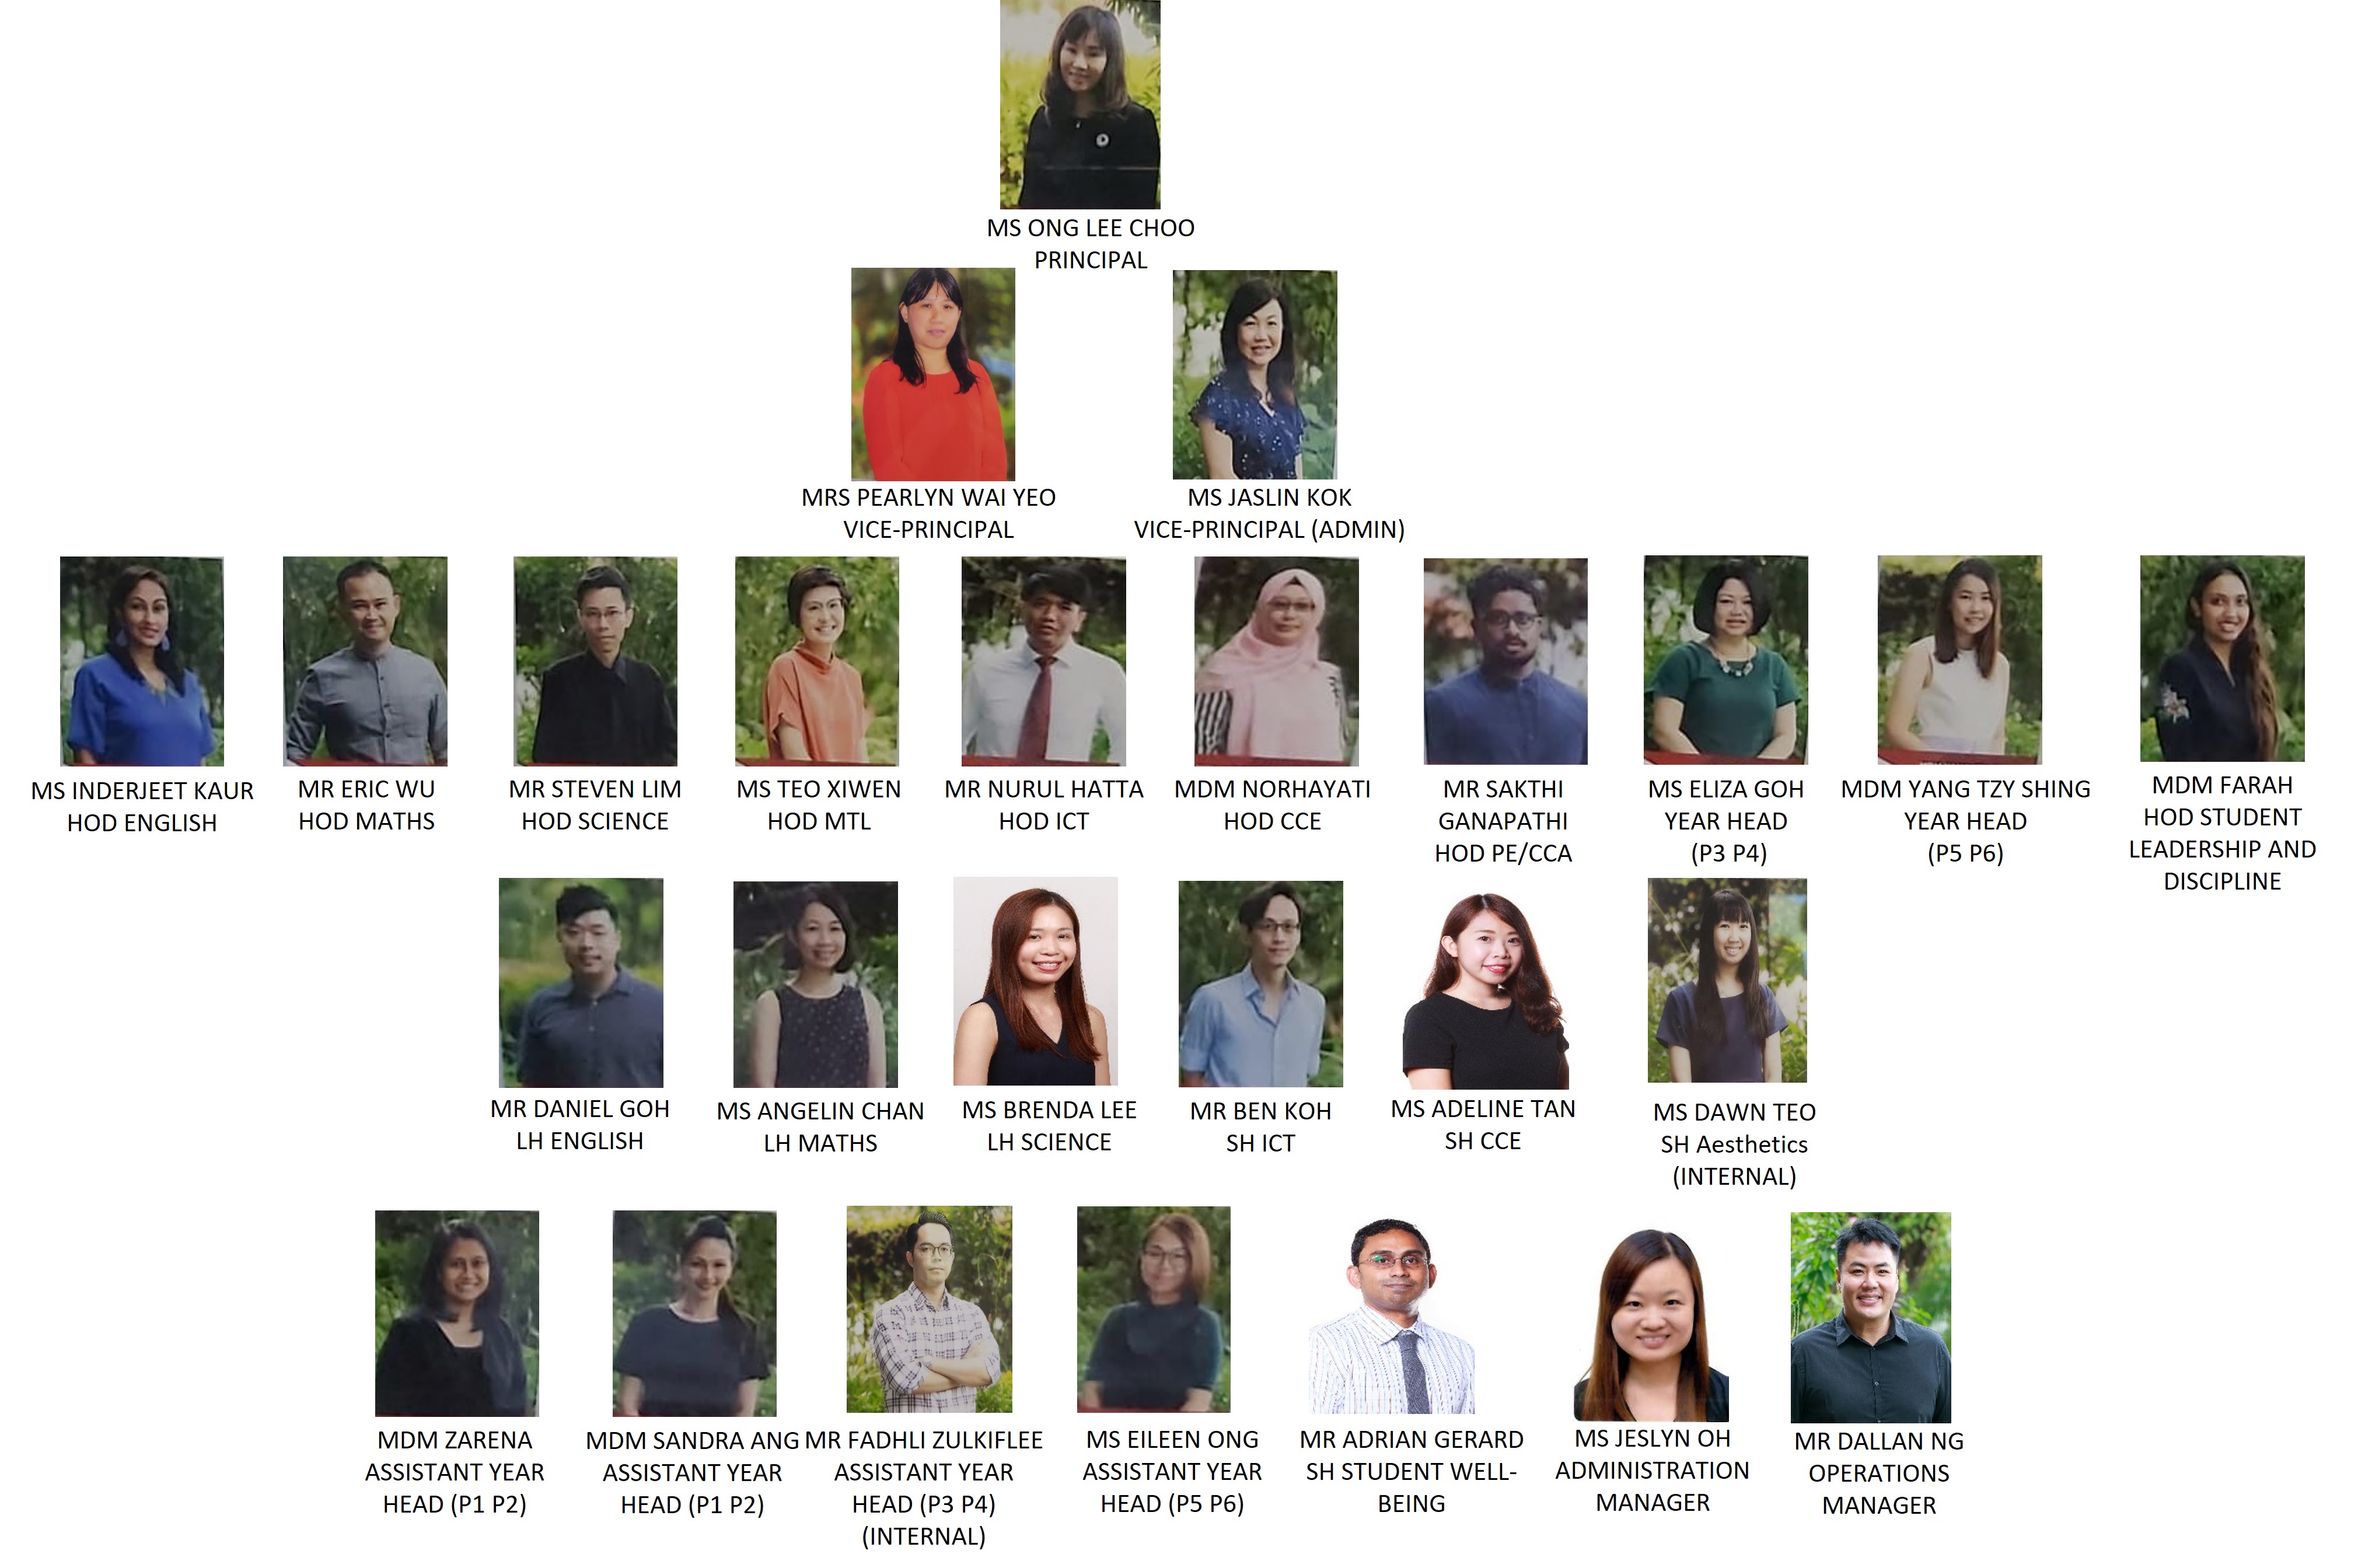 MS ONG LEE CHOO
PRINCIPAL
MRS PEARLYN WAI YEO
VICE-PRINCIPAL
MS JASLIN KOK
VICE-PRINCIPAL (ADMIN)
MS INDERJEET KAUR
HOD ENGLISH
MR ERIC WU
HOD MATHS
MR STEVEN LIM
HOD SCIENCE
MS TEO XIWEN
HOD MTL
MR NURUL HATTA
HOD ICT
MDM NORHAYATI
HOD CCE
MR SAKTHI
GANAPATHI
HOD PE/CCA
MS ELIZA GOH
YEAR HEAD
(P3 P4)
MDM YANG TZY SHING
YEAR HEAD
(P5 P6)
MDM FARAH
HOD STUDENT
LEADERSHIP AND
DISCIPLINE
MR DANIEL GOH
LH ENGLISH
MS ANGELIN CHAN
LH MATHS
MS BRENDA LEE
LH SCIENCE
MR BEN KOH
SH ICT
MS ADELINE TAN
SH CCE
MS DAWN TEO
SH Aesthetics
(INTERNAL)
MDM ZARENA
ASSISTANT YEAR
HEAD (P1 P2)
MDM SANDRA ANG
ASSISTANT YEAR
HEAD (P1 P2)
MR FADHLI ZULKIFLEE
ASSISTANT YEAR
HEAD (P3 P4)
(INTERNAL)
MS EILEEN ONG
ASSISTANT YEAR
HEAD (P5 P6)
MR ADRIAN GERARD
SH STUDENT WELL-
BEING
MS JESLYN OH
ADMINISTRATION
MANAGER
MR DALLAN NG
OPERATIONS
MANAGER